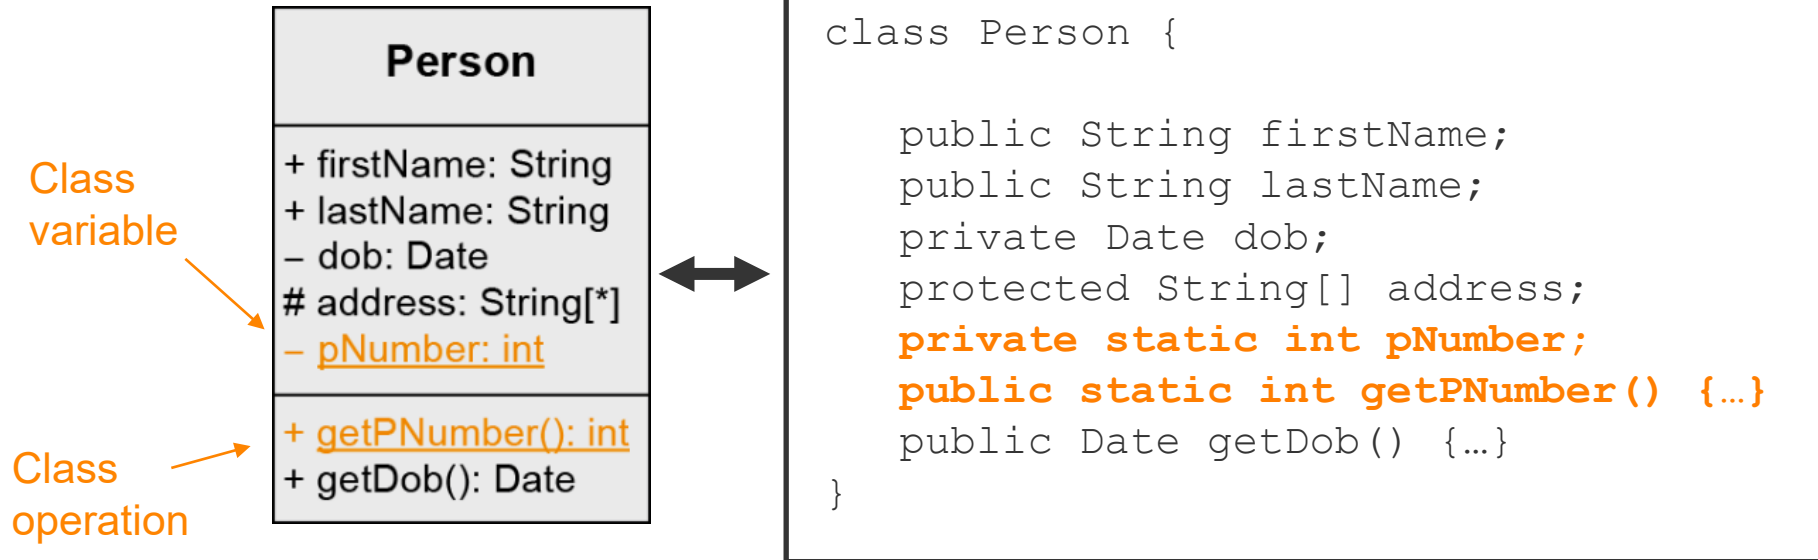 Class
variable
Class
operation
Person
+ firstName: String
+ lastName: String
– dob: Date
# address: String[*]
– pNumber: int
+ getPNumber(): int
+ getDob(): Date
class Person {
public String firstName;
public String lastName;
private Date dob;
protected String[] address;
private static int pNumber;
public static int getPNumber() {…}
public Date getDob() {…}
}